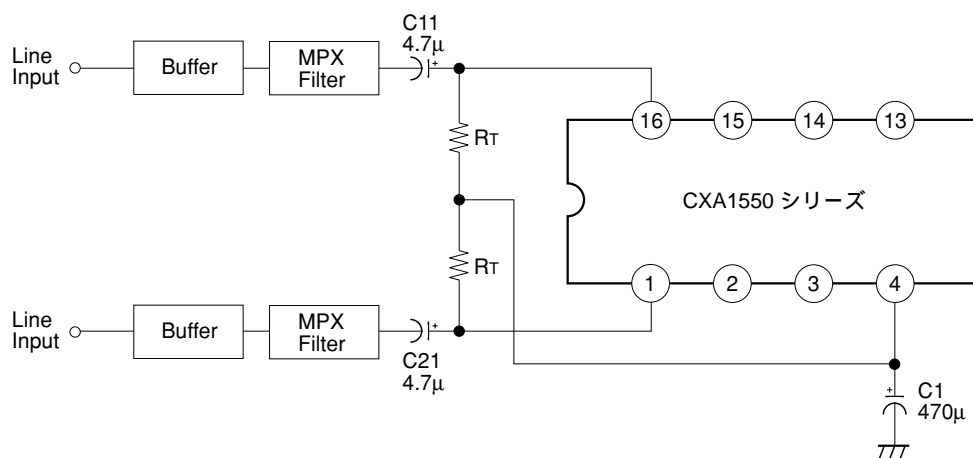 C11
4.7μ
Line
Input
Buffer
MPX
Filter
+
RT
16
15
14
13
CXA1550 シリーズ
RT
1
2
3
4
Line
Input
Buffer
MPX
Filter
+
C21
4.7μ
+
C1
470μ